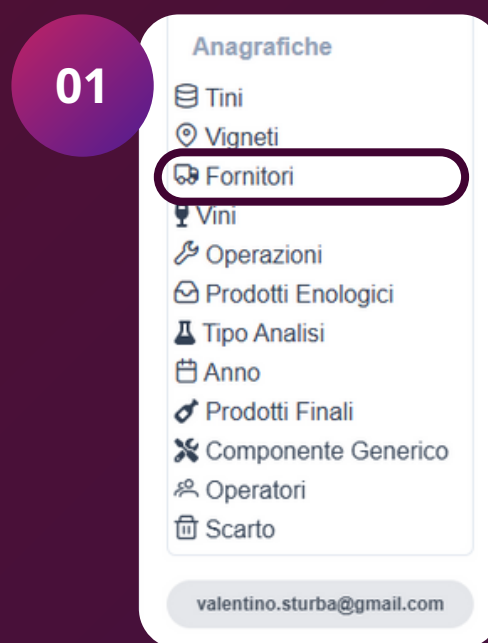 01
Anagrafiche
Tini
Vigneti
Fornitori
Vini
Operazioni
Prodotti Enologici
Tipo Analisi
Anno
Prodotti Finali
Componente Generico
Operatori
Scarto
valentino.sturba@gmail.com